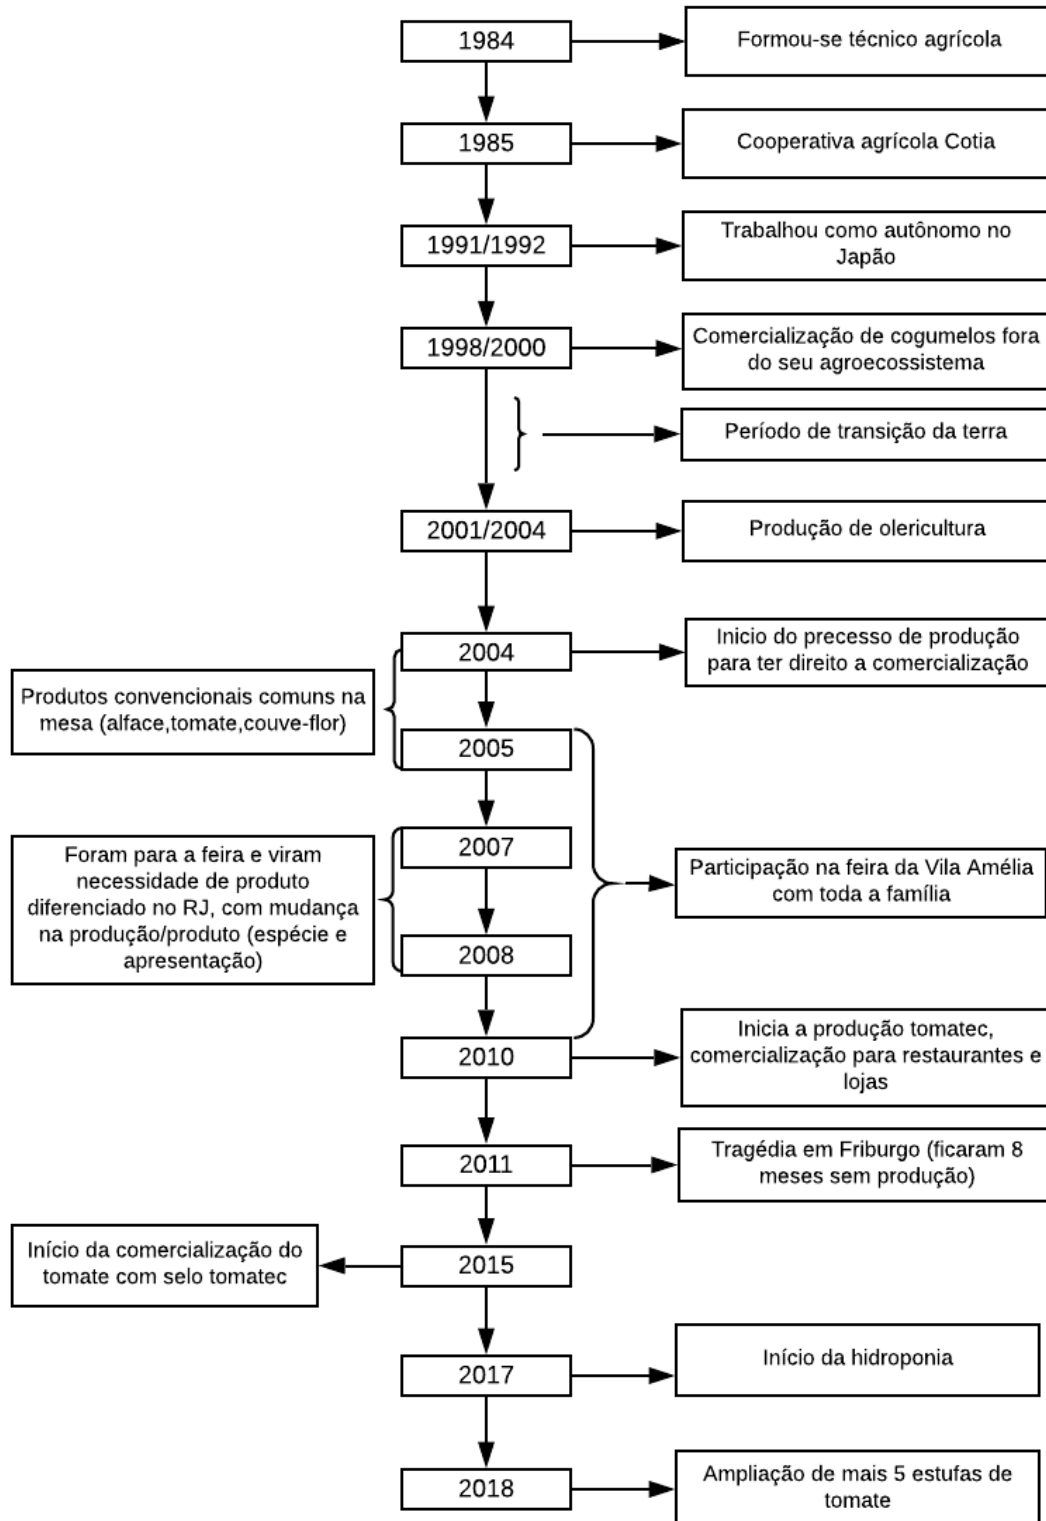 1984
Formou-se técnico agrícola
1985
Cooperativa agrícola Cotia
1991/1992
Trabalhou como autônomo no
Japão
1998/2000
Comercialização de cogumelos fora
do seu agroecossistema
Período de transição da terra
2001/2004
Produção de olericultura
2004
Inicio do precesso de produção
para ter direito a comercialização
Produtos convencionais comuns na
mesa (alface,tomate,couve-flor)
2005
2007
Foram para a feira e viram
necessidade de produto
diferenciado no RJ, com mudança
na produção/produto (espécie e
apresentação)
Participação na feira da Vila Amélia
com toda a família
2008
2010
Inicia a produção tomatec,
comercialização para restaurantes e
lojas
2011
Tragédia em Friburgo (ficaram 8
meses sem produção)
Início da comercialização do
tomate com selo tomatec
2015
2017
Início da hidroponia
2018
Ampliação de mais 5 estufas de
tomate